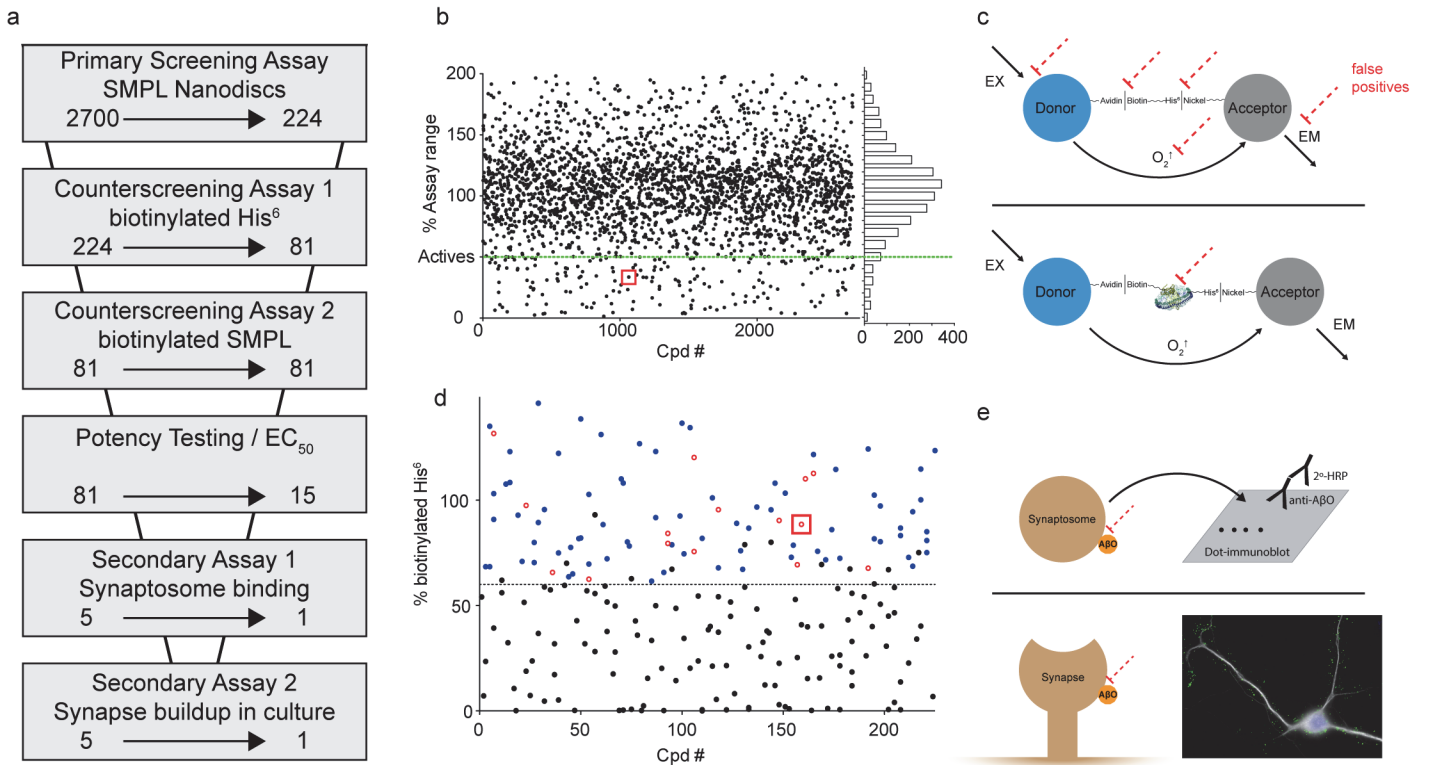 a
Primary Screening Assay
SMPL Nanodiscs
2700 224
Counterscreening Assay 1
biotinylated His⁶
224 81
Counterscreening Assay 2
biotinylated SMPL
81 81
Potency Testing / EC₅₀
81 15
Secondary Assay 1
Synaptosome binding
5 1
Secondary Assay 2
Synapse buildup in culture
5 1
b
% Assay range
200
150
100
Actives
0
0 1000 2000
0 200 400
Cpd #
c
EX
Donor
Avidin Biotin His⁶ Nickel
Acceptor
false
positives
EM
O₂↑
EX
Donor
Avidin Biotin
His⁶ Nickel
Acceptor
EM
O₂↑
d
% biotinylated His⁶
100
50
0
0 50 100 150 200
Cpd #
e
Synaptosome
AβO
2º-HRP
anti-AβO
Dot-immunoblot
Synapse
AβO